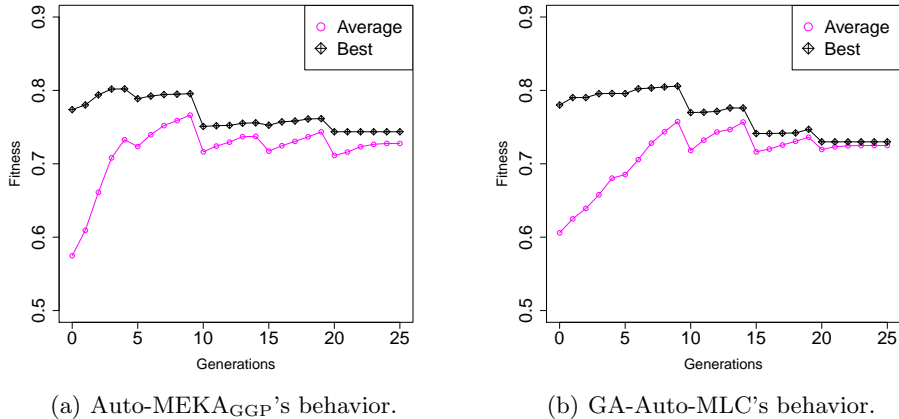 0.9
0.8
0.7
0.6
0.5
Fitness
0 5 10 15 20 25
Generations
Average
Best
(a) Auto-MEKAGGP's behavior.
0.9
0.8
0.7
0.6
0.5
Fitness
0 5 10 15 20 25
Generations
Average
Best
(b) GA-Auto-MLC's behavior.